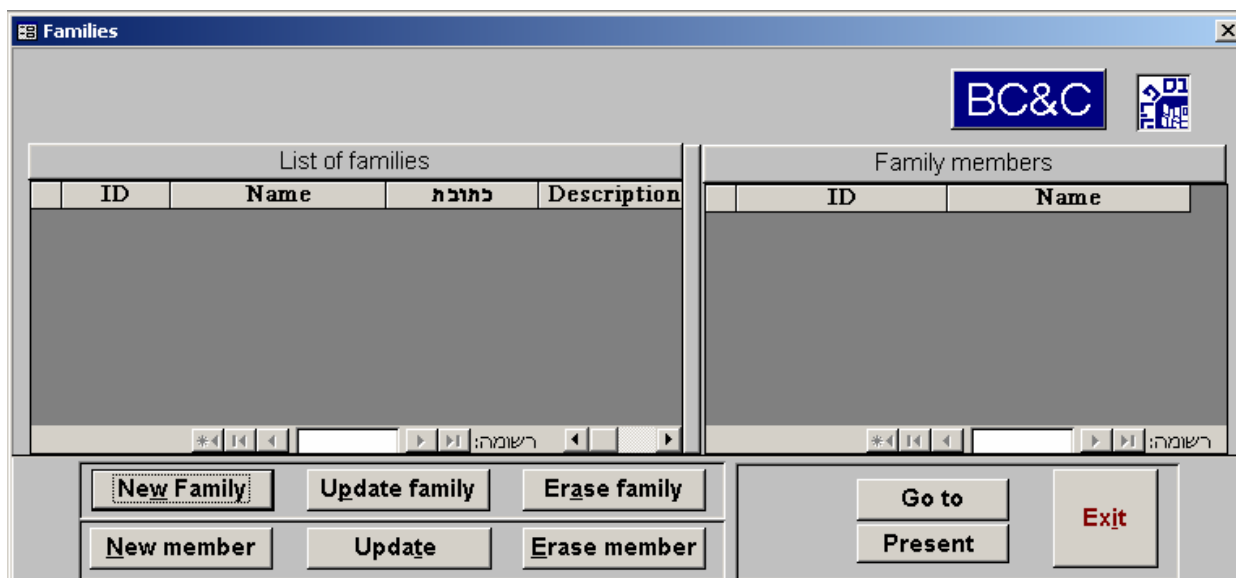 Families
BC&C
List of families
Family members
ID Name כתובת Description
ID Name
רשומה:
רשומה:
New Family Update family Erase family
New member Update Erase member
Go to
Present
Exit